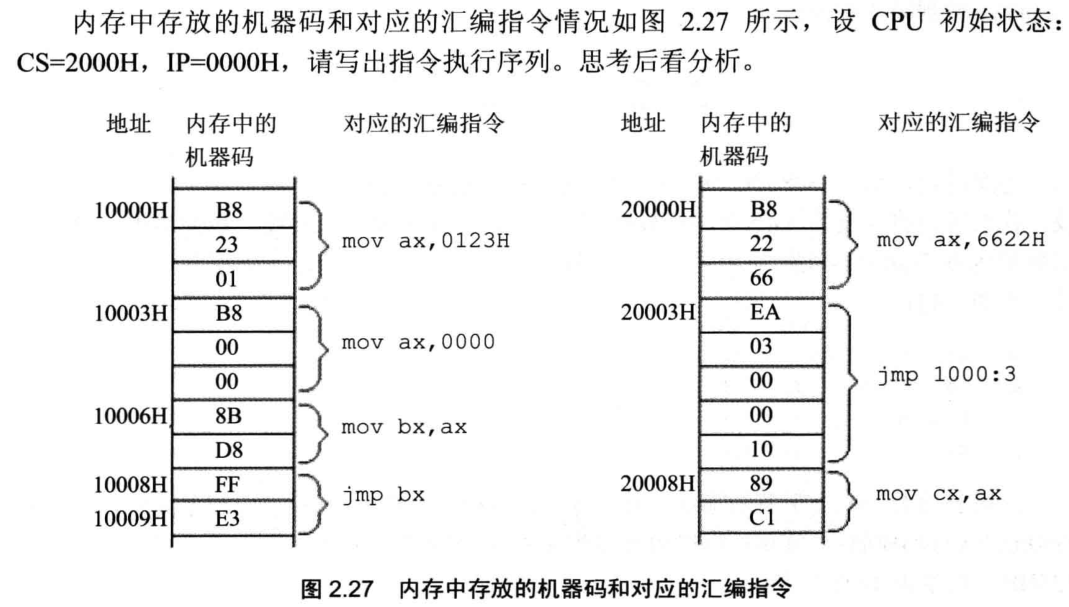 内存中存放的机器码和对应的汇编指令情况如图 2.27 所示，设 CPU 初始状态：
CS=2000H，IP=0000H，请写出指令执行序列。思考后看分析。
地址 内存中的 对应的汇编指令 地址 内存中的 对应的汇编指令
机器码 机器码
10000H B8 20000H B8
23 mov ax,0123H 22 mov ax,6622H
01 66
10003H B8 20003H EA
00 mov ax,0000 03
00 00 jmp 1000:3
10006H 8B 00
D8 mov bx,ax 10
10008H FF 20008H 89
10009H E3 jmp bx C1 mov cx,ax
图 2.27 内存中存放的机器码和对应的汇编指令